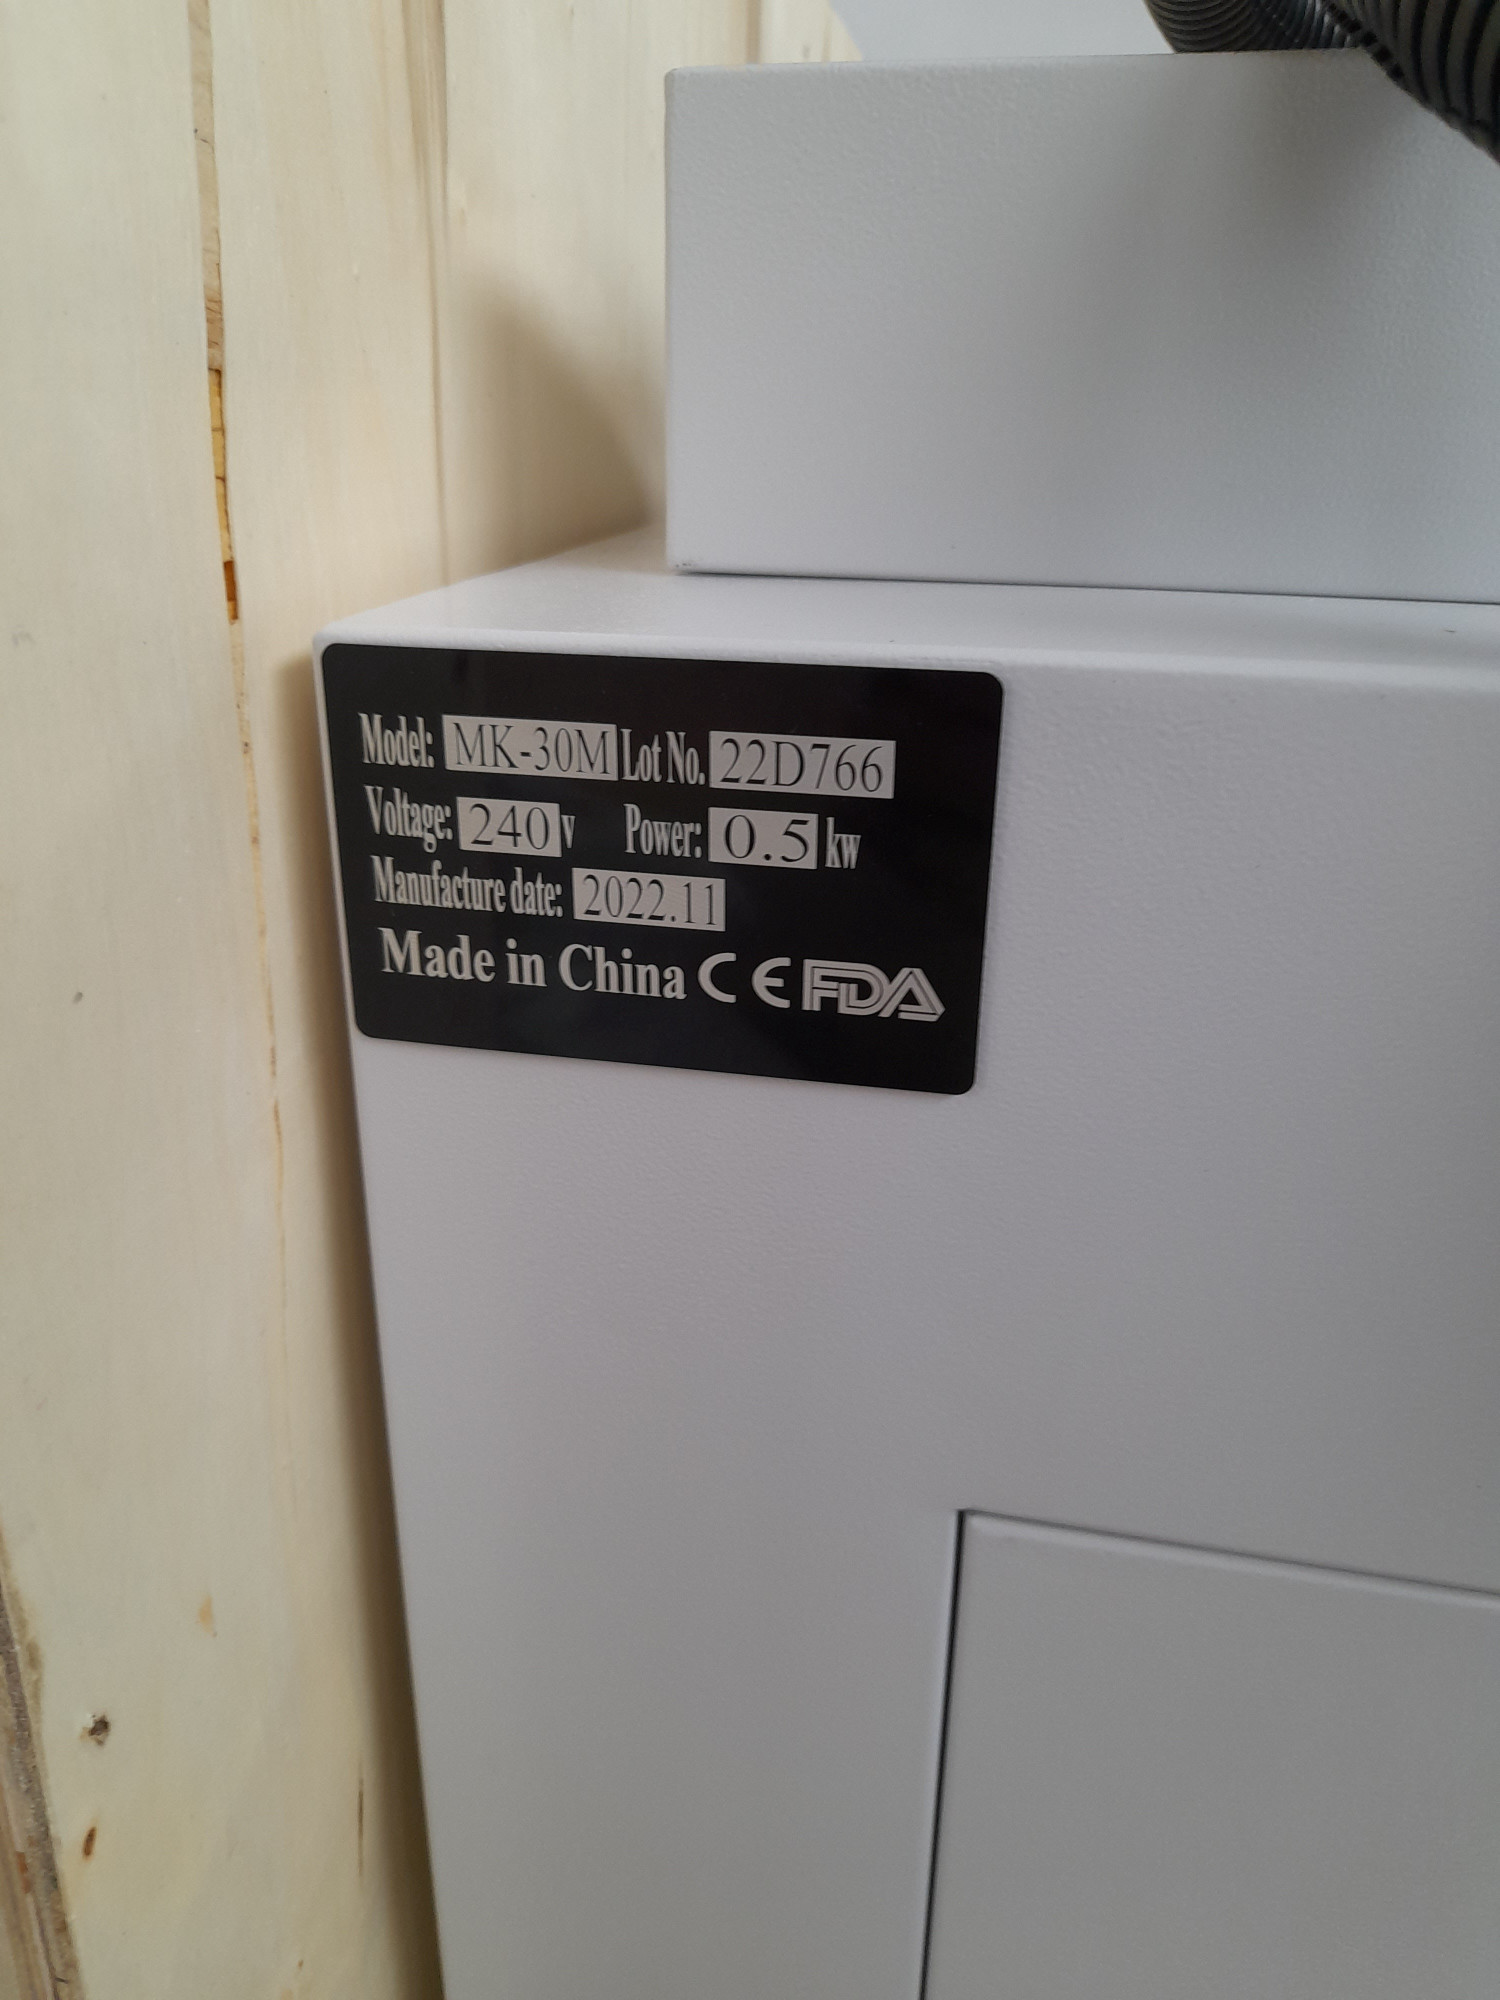 Model: MK-30M Lot No. 22D766
Voltage: 240 v Power: 0.5 kw
Manufacture date: 2022.11
Made in China CE FDA